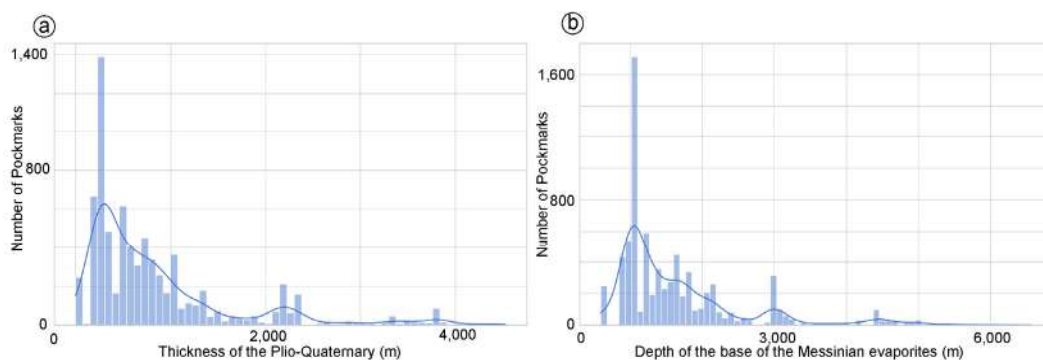 a
1,400
800
0
Number of Pockmarks
0
2,000
4,000
Thickness of the Plio-Quaternary (m)
b
1,600
800
0
Number of Pockmarks
0
3,000
6,000
Depth of the base of the Messinian evaporites (m)